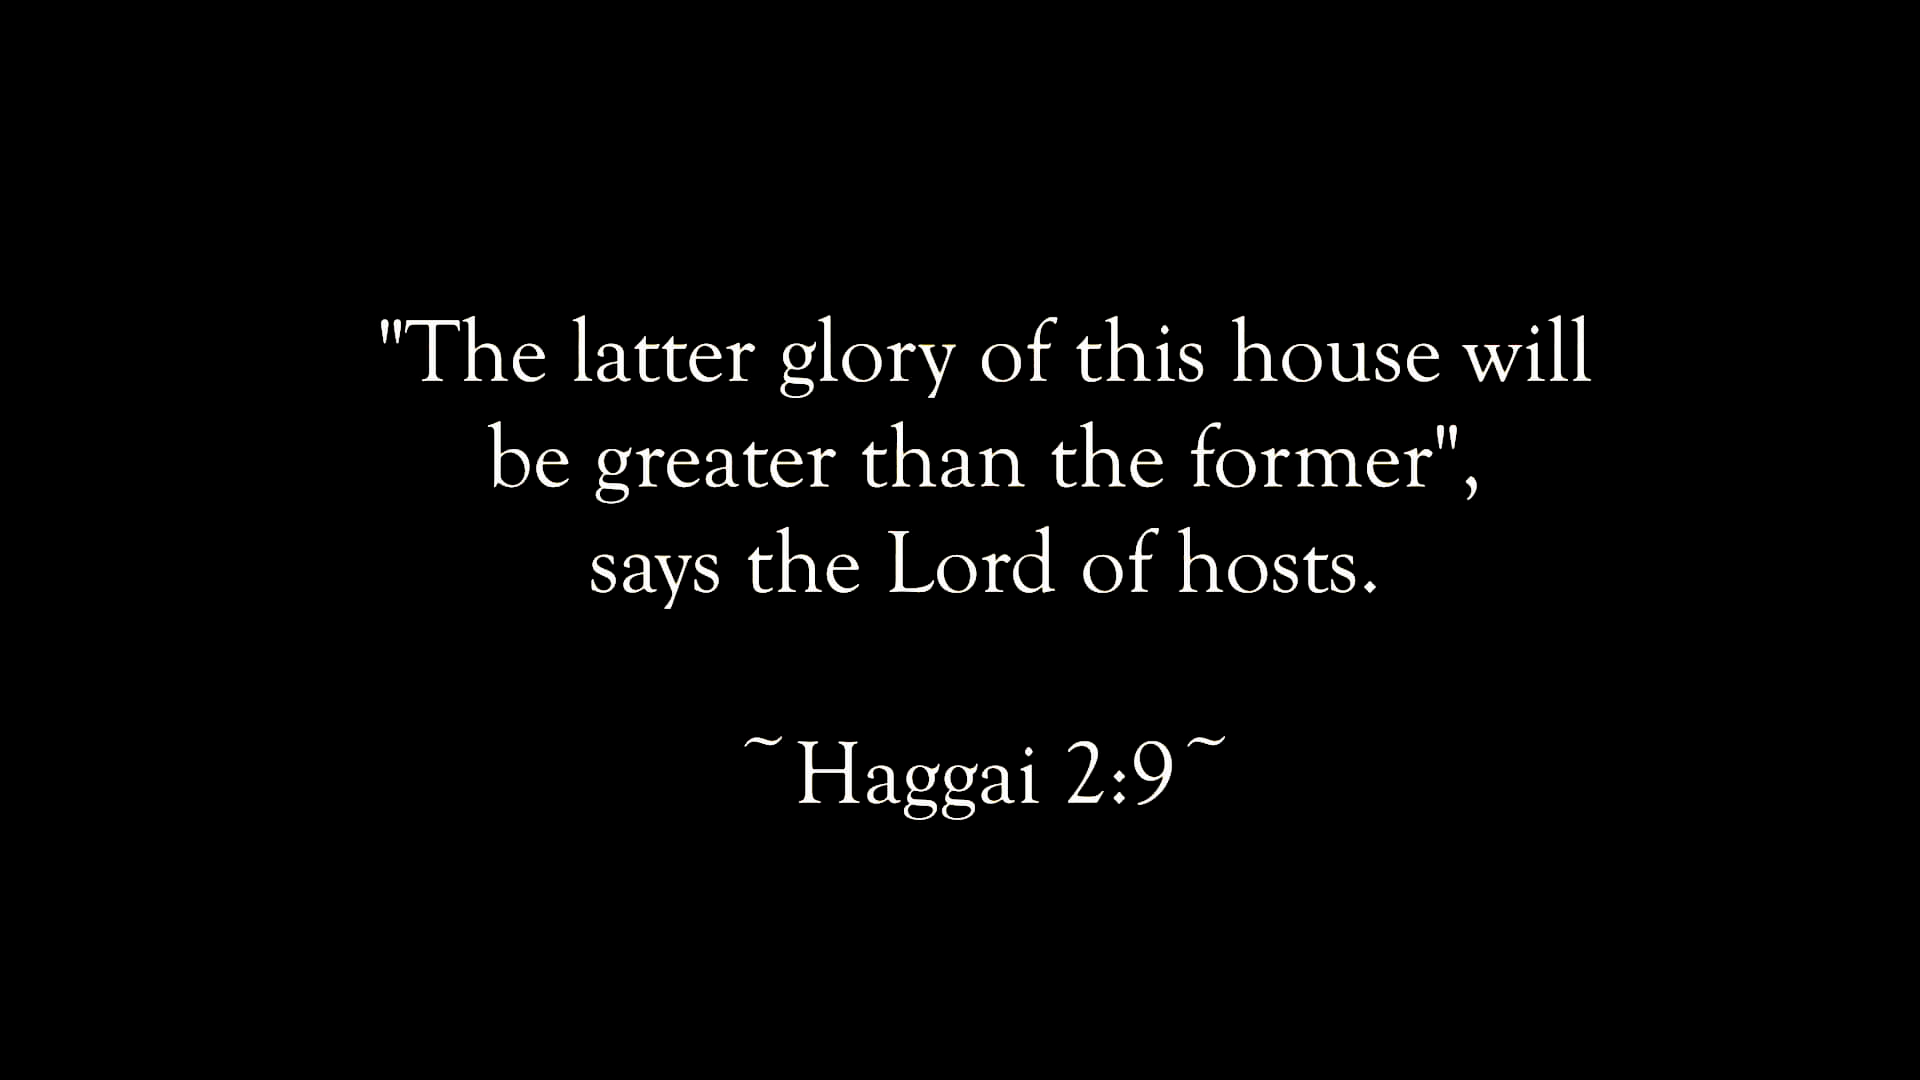 "The latter glory of this house will
be greater than the former",
says the Lord of hosts.
~Haggai 2:9~